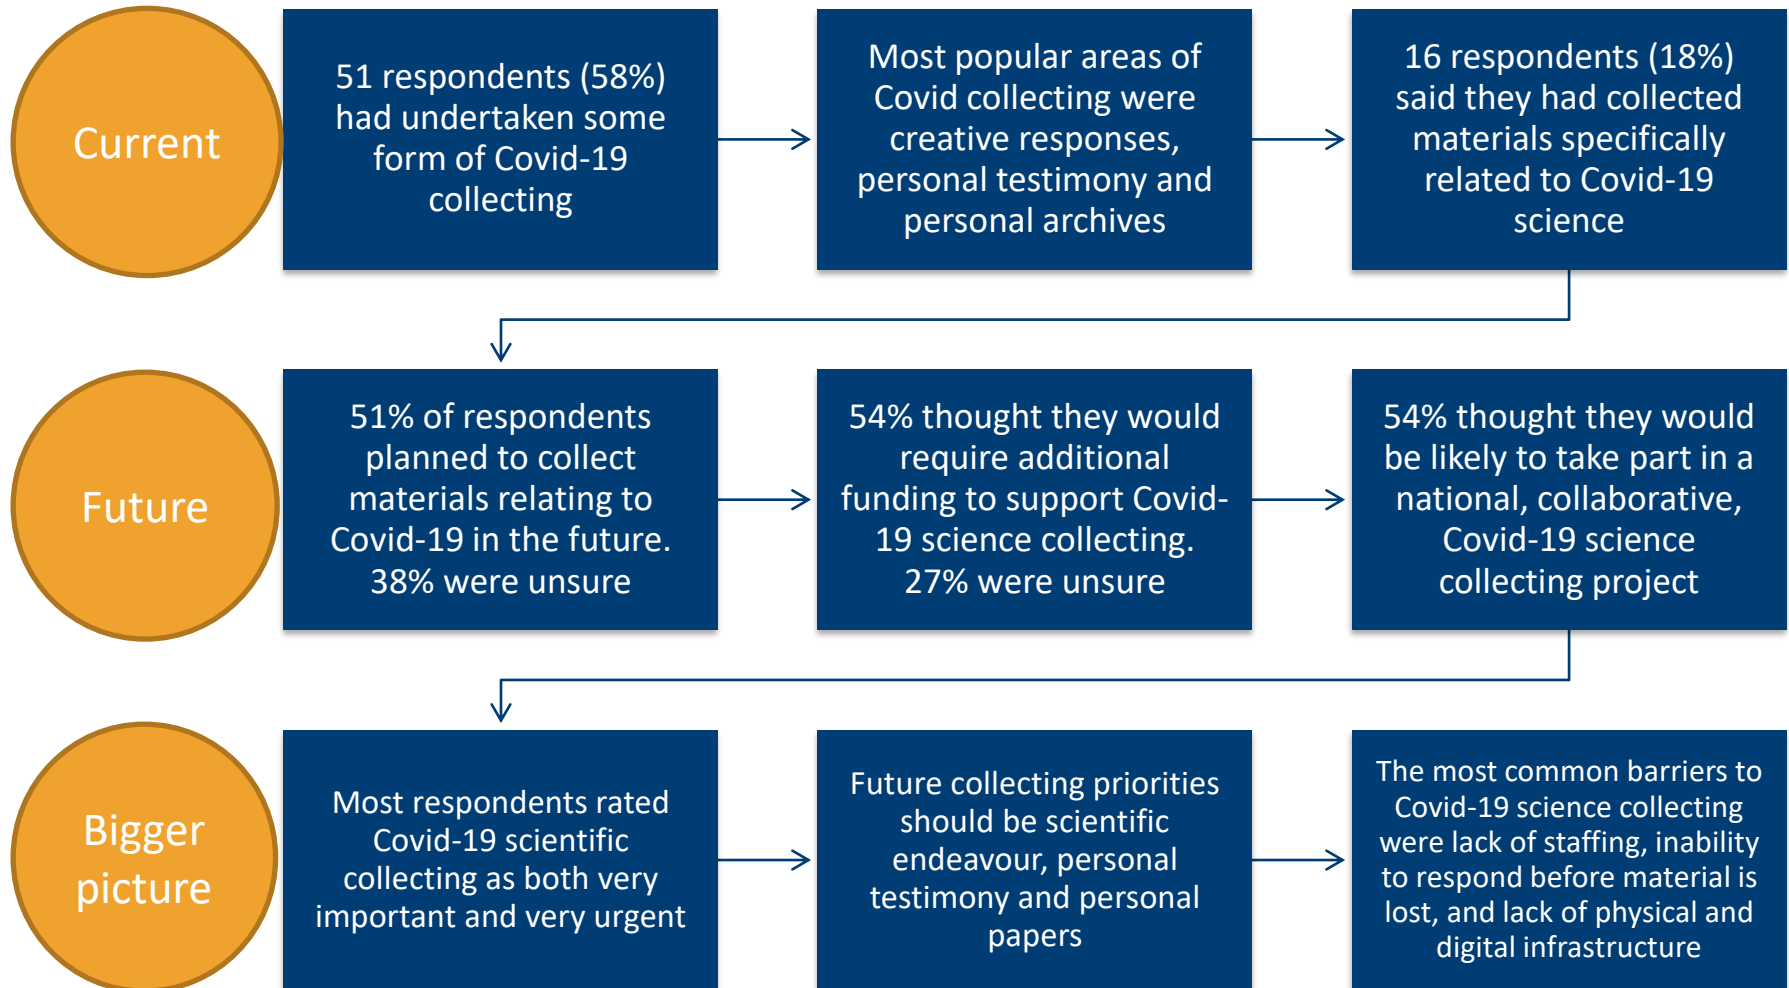 Current
51 respondents (58%)
had undertaken some
form of Covid-19
collecting
Most popular areas of
Covid collecting were
creative responses,
personal testimony and
personal archives
16 respondents (18%)
said they had collected
materials specifically
related to Covid-19
science
Future
51% of respondents
planned to collect
materials relating to
Covid-19 in the future.
38% were unsure
54% thought they would
require additional
funding to support Covid-
19 science collecting.
27% were unsure
54% thought they would
be likely to take part in a
national, collaborative,
Covid-19 science
collecting project
Bigger
picture
Most respondents rated
Covid-19 scientific
collecting as both very
important and very urgent
Future collecting priorities
should be scientific
endeavour, personal
testimony and personal
papers
The most common barriers to
Covid-19 science collecting
were lack of staffing, inability
to respond before material is
lost, and lack of physical and
digital infrastructure